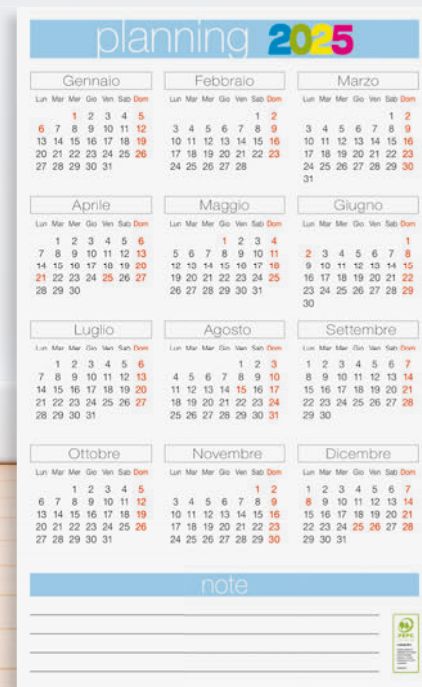 planning 2025
Gennaio Febbraio Marzo
Lun Mar Mer Gio Ven Sab Dom Lun Mar Mer Gio Ven Sab Dom Lun Mar Mer Gio Ven Sab Dom
1 2 3 4 5 1 2 1 2
6 7 8 9 10 11 12 3 4 5 6 7 8 9 3 4 5 6 7 8 9
13 14 15 16 17 18 19 10 11 12 13 14 15 16 10 11 12 13 14 15 16
20 21 22 23 24 25 26 17 18 19 20 21 22 23 17 18 19 20 21 22 23
27 28 29 30 31 24 25 26 27 28 24 25 26 27 28 29 30
31
Aprile Maggio Giugno
Lun Mar Mer Gio Ven Sab Dom Lun Mar Mer Gio Ven Sab Dom Lun Mar Mer Gio Ven Sab Dom
1 2 3 4 5 6 1 2 3 4 1
7 8 9 10 11 12 13 5 6 7 8 9 10 11 2 3 4 5 6 7 8
14 15 16 17 18 19 20 12 13 14 15 16 17 18 9 10 11 12 13 14 15
21 22 23 24 25 26 27 19 20 21 22 23 24 25 16 17 18 19 20 21 22
28 29 30 26 27 28 29 30 31 23 24 25 26 27 28 29
30
Luglio Agosto Settembre
Lun Mar Mer Gio Ven Sab Dom Lun Mar Mer Gio Ven Sab Dom Lun Mar Mer Gio Ven Sab Dom
1 2 3 4 5 6 1 2 3 1 2 3 4 5 6 7
7 8 9 10 11 12 13 4 5 6 7 8 9 10 8 9 10 11 12 13 14
14 15 16 17 18 19 20 11 12 13 14 15 16 17 15 16 17 18 19 20 21
21 22 23 24 25 26 27 18 19 20 21 22 23 24 22 23 24 25 26 27 28
28 29 30 31 25 26 27 28 29 30 31 29 30
Ottobre Novembre Dicembre
Lun Mar Mer Gio Ven Sab Dom Lun Mar Mer Gio Ven Sab Dom Lun Mar Mer Gio Ven Sab Dom
1 2 3 4 5 1 2 1 2 3 4 5 6 7
6 7 8 9 10 11 12 3 4 5 6 7 8 9 8 9 10 11 12 13 14
13 14 15 16 17 18 19 10 11 12 13 14 15 16 15 16 17 18 19 20 21
20 21 22 23 24 25 26 17 18 19 20 21 22 23 22 23 24 25 26 27 28
27 28 29 30 31 24 25 26 27 28 29 30 29 30 31
note
PEFC